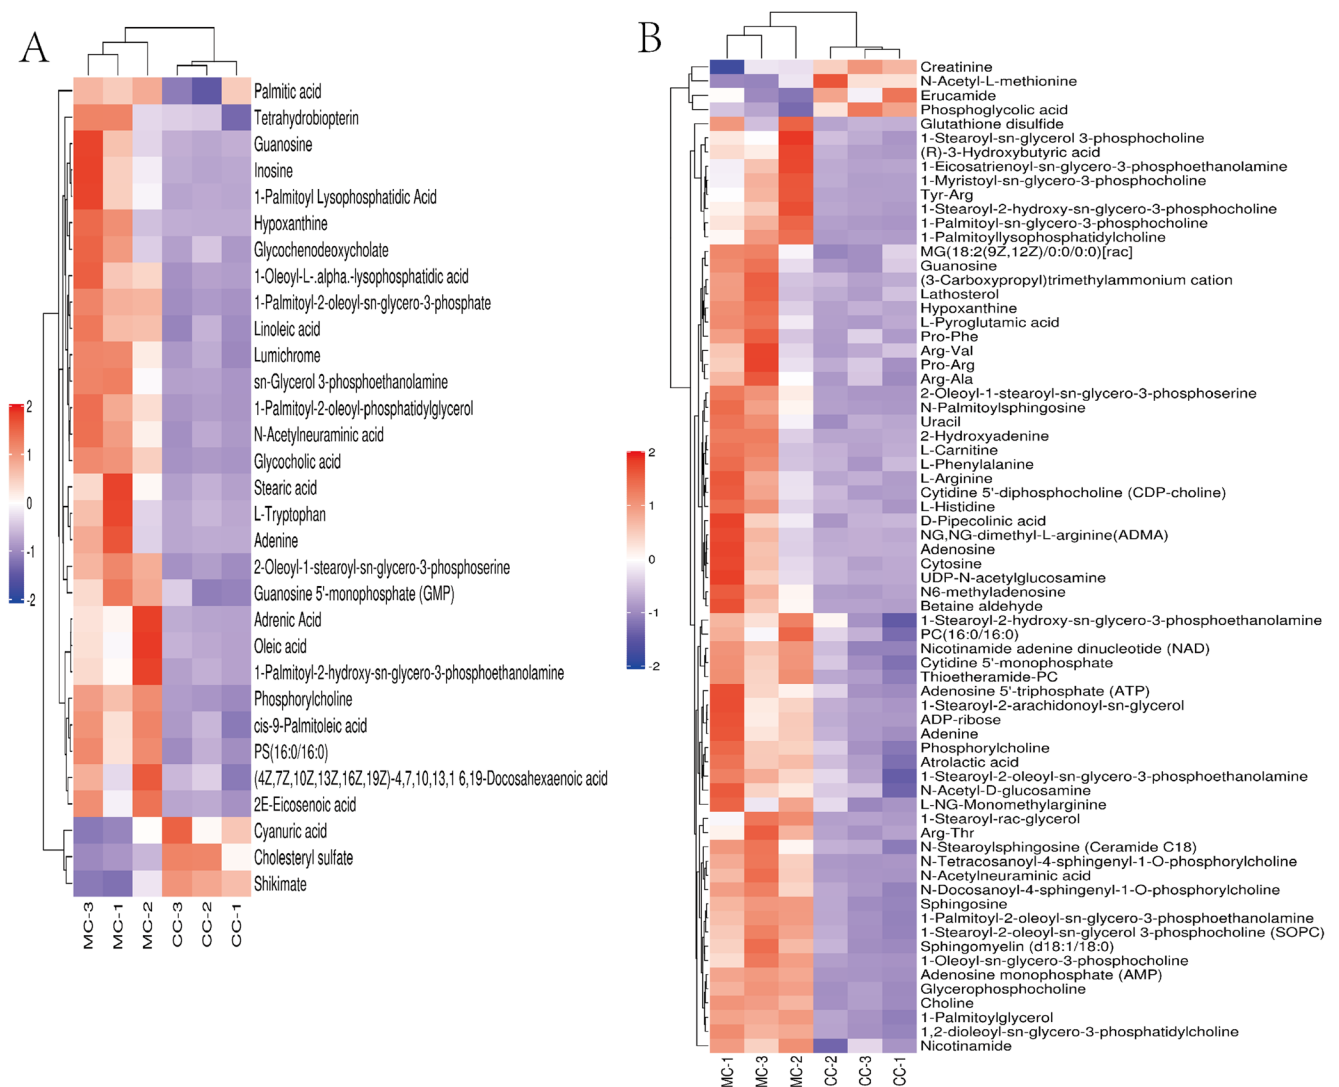 A
Palmitic acid
Tetrahydrobiopterin
Guanosine
Inosine
1-Palmitoyl Lysophosphatidic Acid
Hypoxanthine
Glycochenodeoxycholate
1-Oleoyl-L-.alpha.-lysophosphatidic acid
1-Palmitoyl-2-oleoyl-sn-glycero-3-phosphate
Linoleic acid
Lumichrome
sn-Glycerol 3-phosphoethanolamine
1-Palmitoyl-2-oleoyl-phosphatidylglycerol
N-Acetylneuraminic acid
Glycocholic acid
Stearic acid
L-Tryptophan
Adenine
2-Oleoyl-1-stearoyl-sn-glycero-3-phosphoserine
Guanosine 5'-monophosphate (GMP)
Adrenic Acid
Oleic acid
1-Palmitoyl-2-hydroxy-sn-glycero-3-phosphoethanolamine
Phosphorylcholine
cis-9-Palmitoleic acid
PS(16:0/16:0)
(4Z,7Z,10Z,13Z,16Z,19Z)-4,7,10,13,1 6,19-Docosahexaenoic acid
2E-Eicosenoic acid
Cyanuric acid
Cholesteryl sulfate
Shikimate
2
1
0
-1
-2
MC-3
MC-1
MC-2
CC-3
CC-2
CC-1
B
Creatinine
N-Acetyl-L-methionine
Erucamide
Phosphoglycolic acid
Glutathione disulfide
1-Stearoyl-sn-glycerol 3-phosphocholine
(R)-3-Hydroxybutyric acid
1-Eicosatrienoyl-sn-glycero-3-phosphoethanolamine
1-Myristoyl-sn-glycero-3-phosphocholine
Tyr-Arg
1-Stearoyl-2-hydroxy-sn-glycero-3-phosphocholine
1-Palmitoyl-sn-glycero-3-phosphocholine
1-Palmitoyllysophosphatidylcholine
MG(18:2(9Z,12Z)/0:0/0:0)[rac]
Guanosine
(3-Carboxypropyl)trimethylammonium cation
Lathosterol
Hypoxanthine
L-Pyroglutamic acid
Pro-Phe
Arg-Val
Pro-Arg
Arg-Ala
2-Oleoyl-1-stearoyl-sn-glycero-3-phosphoserine
N-Palmitoylsphingosine
Uracil
2-Hydroxyadenine
L-Carnitine
L-Phenylalanine
L-Arginine
Cytidine 5'-diphosphocholine (CDP-choline)
L-Histidine
D-Pipecolinic acid
NG,NG-dimethyl-L-arginine(ADMA)
Adenosine
Cytosine
UDP-N-acetylglucosamine
N6-methyladenosine
Betaine aldehyde
1-Stearoyl-2-hydroxy-sn-glycero-3-phosphoethanolamine
PC(16:0/16:0)
Nicotinamide adenine dinucleotide (NAD)
Cytidine 5'-monophosphate
Thioetheramide-PC
Adenosine 5'-triphosphate (ATP)
1-Stearoyl-2-arachidonoyl-sn-glycerol
ADP-ribose
Adenine
Phosphorylcholine
Atrolactic acid
1-Stearoyl-2-oleoyl-sn-glycero-3-phosphoethanolamine
N-Acetyl-D-glucosamine
L-NG-Monomethylarginine
1-Stearoyl-rac-glycerol
Arg-Thr
N-Stearoylsphingosine (Ceramide C18)
N-Tetracosanoyl-4-sphingenyl-1-O-phosphorylcholine
N-Acetylneuraminic acid
N-Docosanoyl-4-sphingenyl-1-O-phosphorylcholine
Sphingosine
1-Palmitoyl-2-oleoyl-sn-glycero-3-phosphoethanolamine
1-Stearoyl-2-oleoyl-sn-glycerol 3-phosphocholine (SOPC)
Sphingomyelin (d18:1/18:0)
1-Oleoyl-sn-glycero-3-phosphocholine
Adenosine monophosphate (AMP)
Glycerophosphocholine
Choline
1-Palmitoylglycerol
1,2-dioleoyl-sn-glycero-3-phosphatidylcholine
Nicotinamide
2
1
0
-1
-2
MC-1
MC-3
MC-2
CC-2
CC-3
CC-1